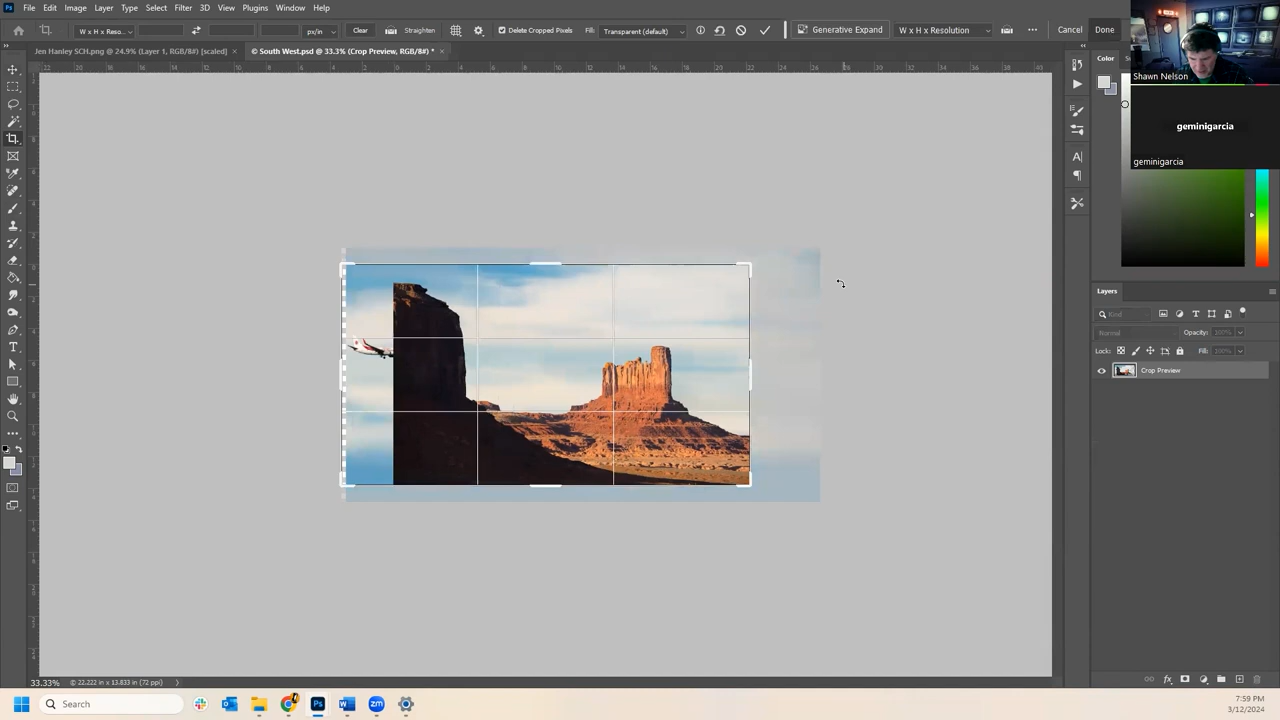 Ps File Edit Image Layer Type Select Filter 3D View Plugins Window Help
W x H x Reso... px/in Clear Straighten Delete Cropped Pixels Fill: Transparent (default) Generative Expand W x H x Resolution Cancel Done
Jen Hanley SCH.png @ 24.9% (Layer 1, RGB/8#) [scaled] × © South West.psd @ 33.3% (Crop Preview, RGB/8#) * ×
Color
Shawn Nelson
geminigarcia
geminigarcia
Layers
Kind
Normal Opacity: 100%
Lock: Fill: 100%
Crop Preview
33.33% 22.222 in x 13.833 in (72 ppi)
Search
7:59 PM
3/12/2024